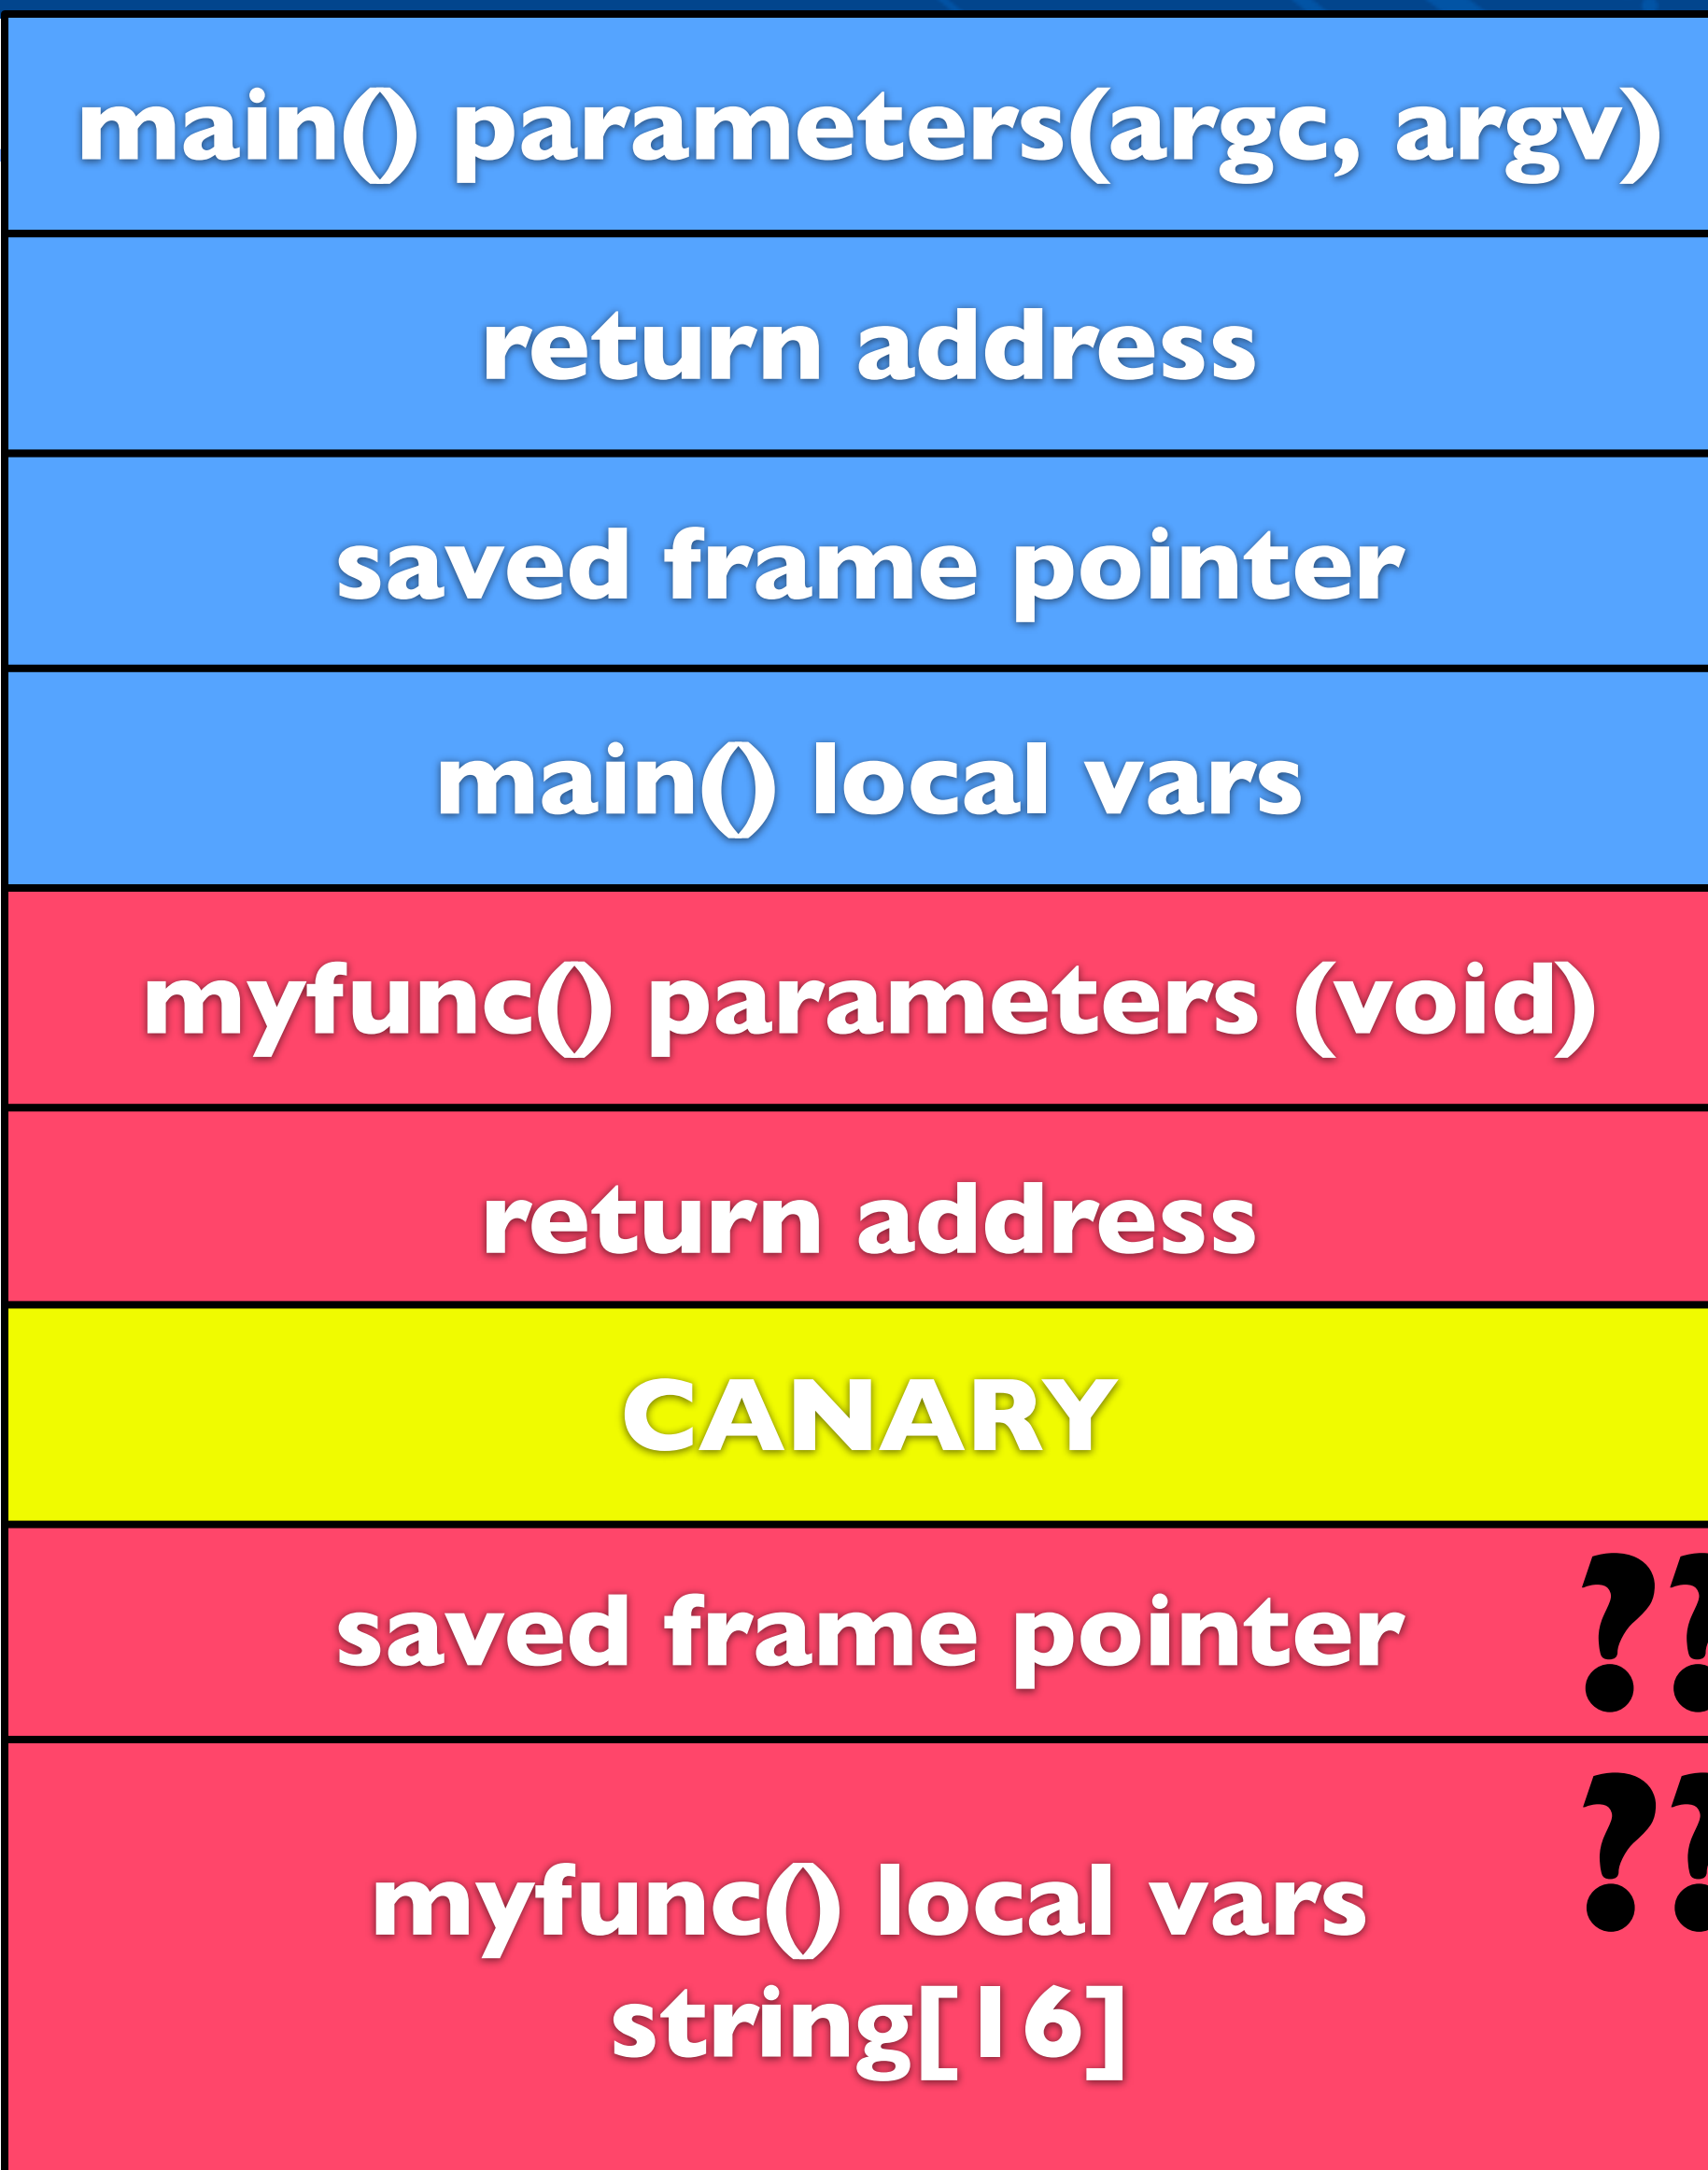 main() parameters(argc, argv)
return address
saved frame pointer
main() local vars
myfunc() parameters (void)
return address
CANARY
saved frame pointer ??
??
myfunc() local vars
string[16]